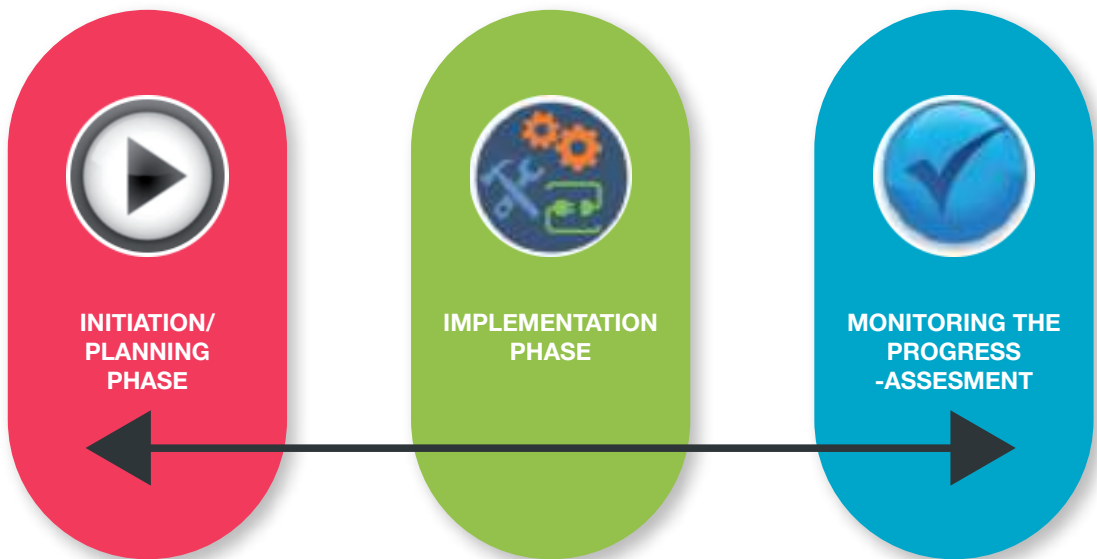 INITIATION/
PLANNING
PHASE
IMPLEMENTATION
PHASE
MONITORING THE
PROGRESS
-ASSESMENT